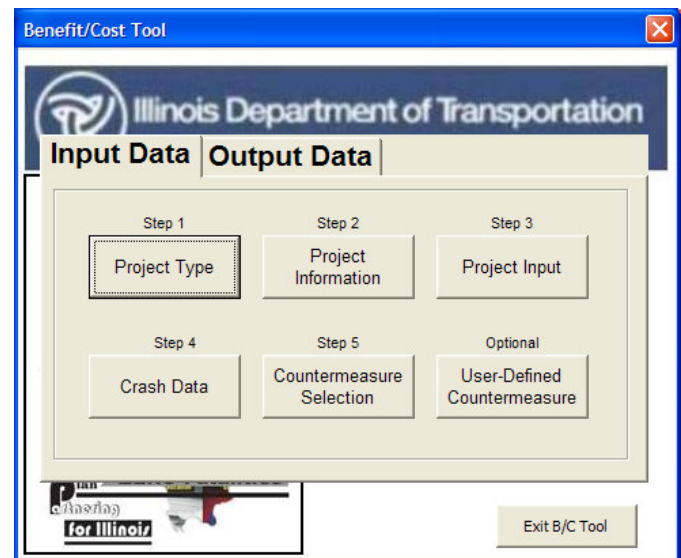 Benefit/Cost Tool
Illinois Department of Transportation
Input Data Output Data
Step 1 Step 2 Step 3
Project Type
Project
Information
Project Input
Step 4 Step 5 Optional
Crash Data
Countermeasure
Selection
User-Defined
Countermeasure
for Illinois
Exit B/C Tool